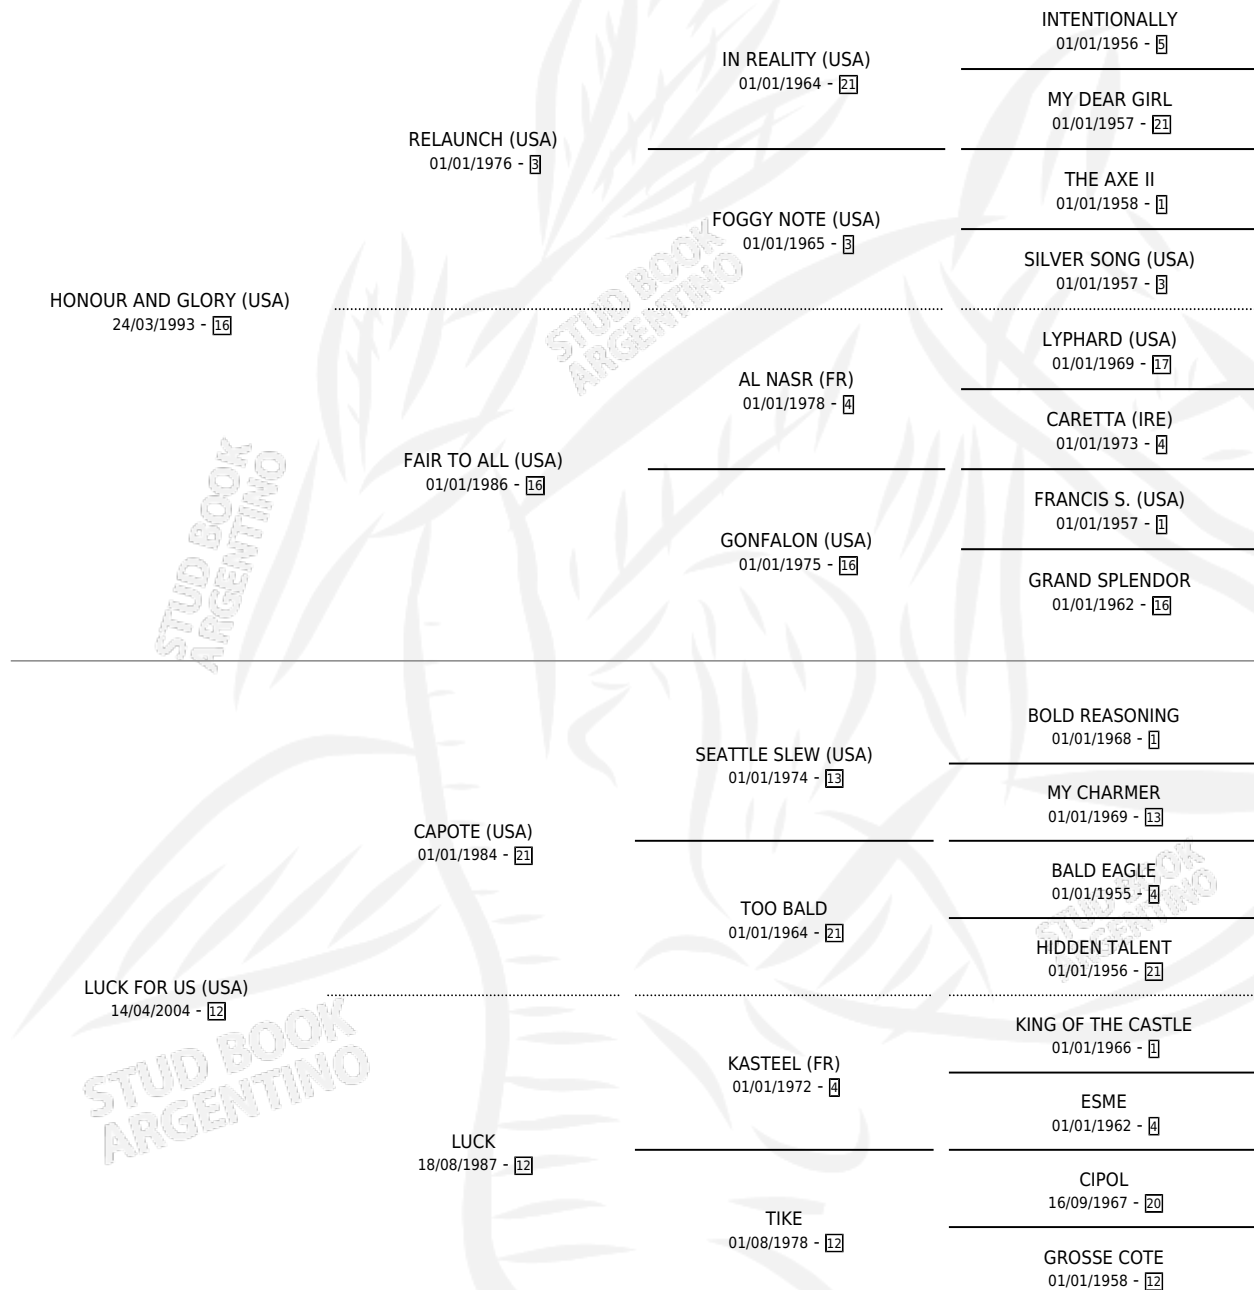 INTENTIONALLY
01/01/1956 - 5
IN REALITY (USA)
01/01/1964 - 21
MY DEAR GIRL
01/01/1957 - 21
RELAUNCH (USA)
01/01/1976 - 3
THE AXE II
01/01/1958 - 1
FOGGY NOTE (USA)
01/01/1965 - 3
SILVER SONG (USA)
01/01/1957 - 3
HONOUR AND GLORY (USA)
24/03/1993 - 16
LYPHARD (USA)
01/01/1969 - 17
AL NASR (FR)
01/01/1978 - 4
CARETTA (IRE)
01/01/1973 - 4
FAIR TO ALL (USA)
01/01/1986 - 16
FRANCIS S. (USA)
01/01/1957 - 1
GONFALON (USA)
01/01/1975 - 16
GRAND SPLENDOR
01/01/1962 - 16
BOLD REASONING
01/01/1968 - 1
SEATTLE SLEW (USA)
01/01/1974 - 13
MY CHARMER
01/01/1969 - 13
CAPOTE (USA)
01/01/1984 - 21
BALD EAGLE
01/01/1955 - 4
TOO BALD
01/01/1964 - 21
HIDDEN TALENT
01/01/1956 - 21
LUCK FOR US (USA)
14/04/2004 - 12
KING OF THE CASTLE
01/01/1966 - 1
KASTEEL (FR)
01/01/1972 - 4
ESME
01/01/1962 - 4
LUCK
18/08/1987 - 12
CIPOL
16/09/1967 - 20
TIKE
01/08/1978 - 12
GROSSE COTE
01/01/1958 - 12
STUD BOOK
ARGENTINO
STUD BOOK
ARGENTINO
STUD BOOK
ARGENTINO
STUD BOOK
ARGENTINO